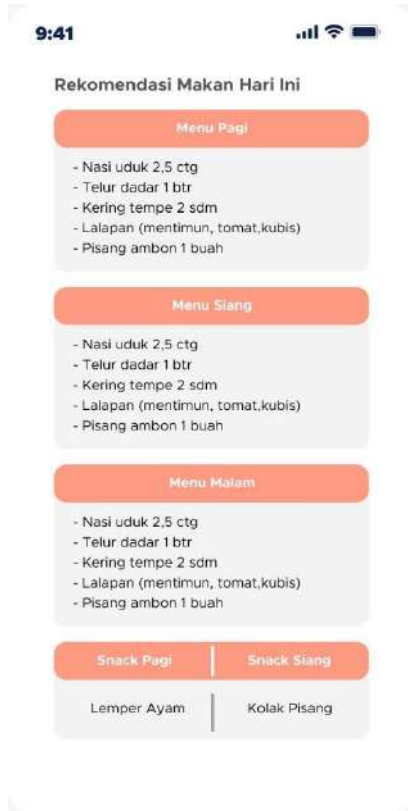 9:41
Rekomendasi Makan Hari Ini
Menu Pagi
- Nasi uduk 2,5 ctg
- Telur dadar 1 btr
- Kering tempe 2 sdm
- Lalapan (mentimun, tomat,kubis)
- Pisang ambon 1 buah
Menu Siang
- Nasi uduk 2,5 ctg
- Telur dadar 1 btr
- Kering tempe 2 sdm
- Lalapan (mentimun, tomat,kubis)
- Pisang ambon 1 buah
Menu Malam
- Nasi uduk 2,5 ctg
- Telur dadar 1 btr
- Kering tempe 2 sdm
- Lalapan (mentimun, tomat,kubis)
- Pisang ambon 1 buah
Snack Pagi Snack Siang
Lemper Ayam Kolak Pisang